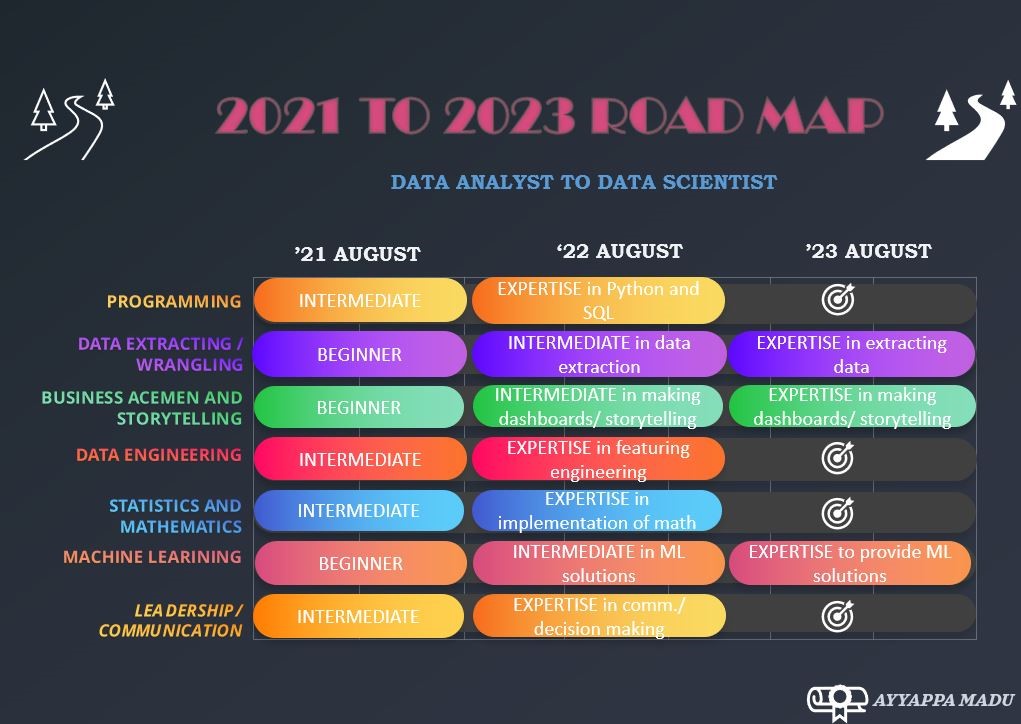 2021 TO 2023 ROAD MAP
DATA ANALYST TO DATA SCIENTIST
’21 AUGUST
‘22 AUGUST
’23 AUGUST
PROGRAMMING
INTERMEDIATE
EXPERTISE in Python and
SQL
DATA EXTRACTING /
WRANGLING
BEGINNER
INTERMEDIATE in data
extraction
EXPERTISE in extracting
data
BUSINESS ACEMEN AND
STORYTELLING
BEGINNER
INTERMEDIATE in making
dashboards/ storytelling
EXPERTISE in making
dashboards/ storytelling
DATA ENGINEERING
INTERMEDIATE
EXPERTISE in featuring
engineering
STATISTICS AND
MATHEMATICS
INTERMEDIATE
EXPERTISE in
implementation of math
MACHINE LEARINING
BEGINNER
INTERMEDIATE in ML
solutions
EXPERTISE to provide ML
solutions
LEADERSHIP/
COMMUNICATION
INTERMEDIATE
EXPERTISE in comm./
decision making
AYYAPPA MADU